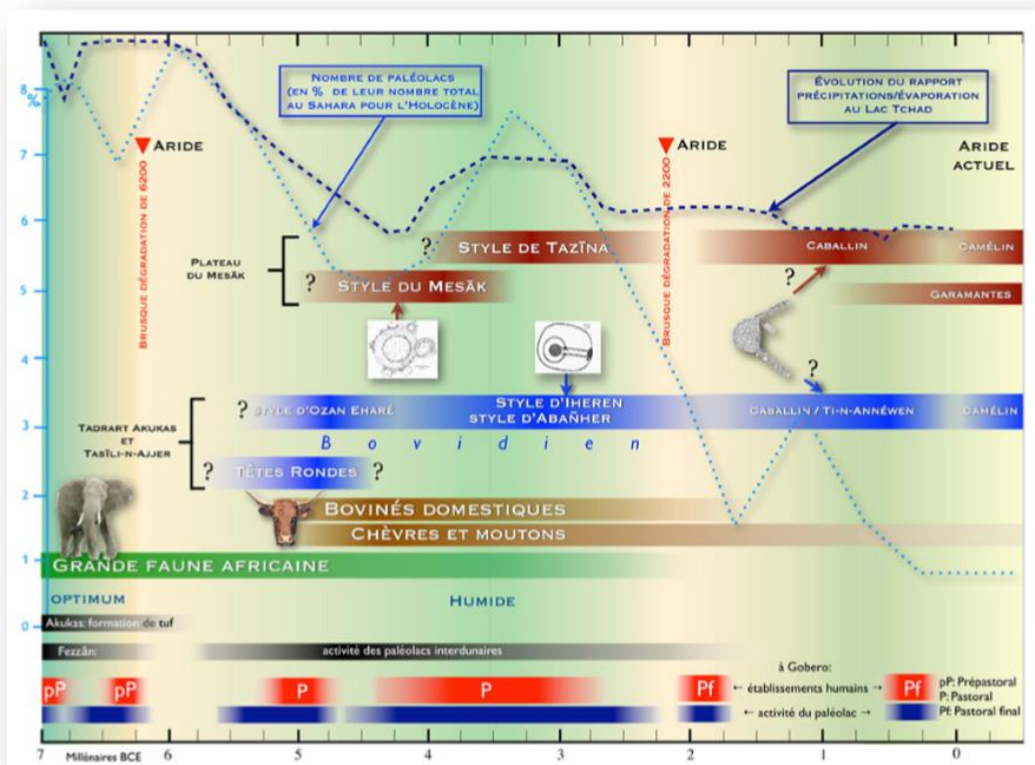 8
%
7
6
5
4
3
2
1
0
NOMBRE DE PALÉOLACS
(EN % DE LEUR NOMBRE TOTAL
AU SAHARA POUR L'HOLOCÈNE)
ÉVOLUTION DU RAPPORT
PRÉCIPITATIONS/ÉVAPORATION
AU LAC TCHAD
ARIDE
BRUSQUE DÉGRADATION DE 6200
ARIDE
BRUSQUE DÉGRADATION DE 2200
ARIDE
ACTUEL
PLATEAU
DU MESĀK
?
STYLE DE TAZĪNA
CABALLIN
CAMÉLIN
?
STYLE DU MESĀK
?
GARAMANTES
?
TADRART AKUKAS
ET
TASĪLI-N-AJJER
?
STYLE D'OZAN EHARÉ
STYLE D'IHEREN
STYLE D'ABAÑHER
CABALLIN / TI-N-ANNÉWEN
CAMÉLIN
B o v i d i e n
?
TÊTES RONDES
?
BOVINÉS DOMESTIQUES
CHÈVRES ET MOUTONS
GRANDE FAUNE AFRICAINE
OPTIMUM
HUMIDE
Akukas: formation de tuf
Fezzān:
activité des paléolacs interdunaires
à Gobero:
pP
pP
P
P
Pf
← établissements humains →
Pf
pP: Prépastoral
P: Pastoral
Pf: Pastoral final
← activité du paléolac →
7
Millénaires BCE
6
5
4
3
2
1
0